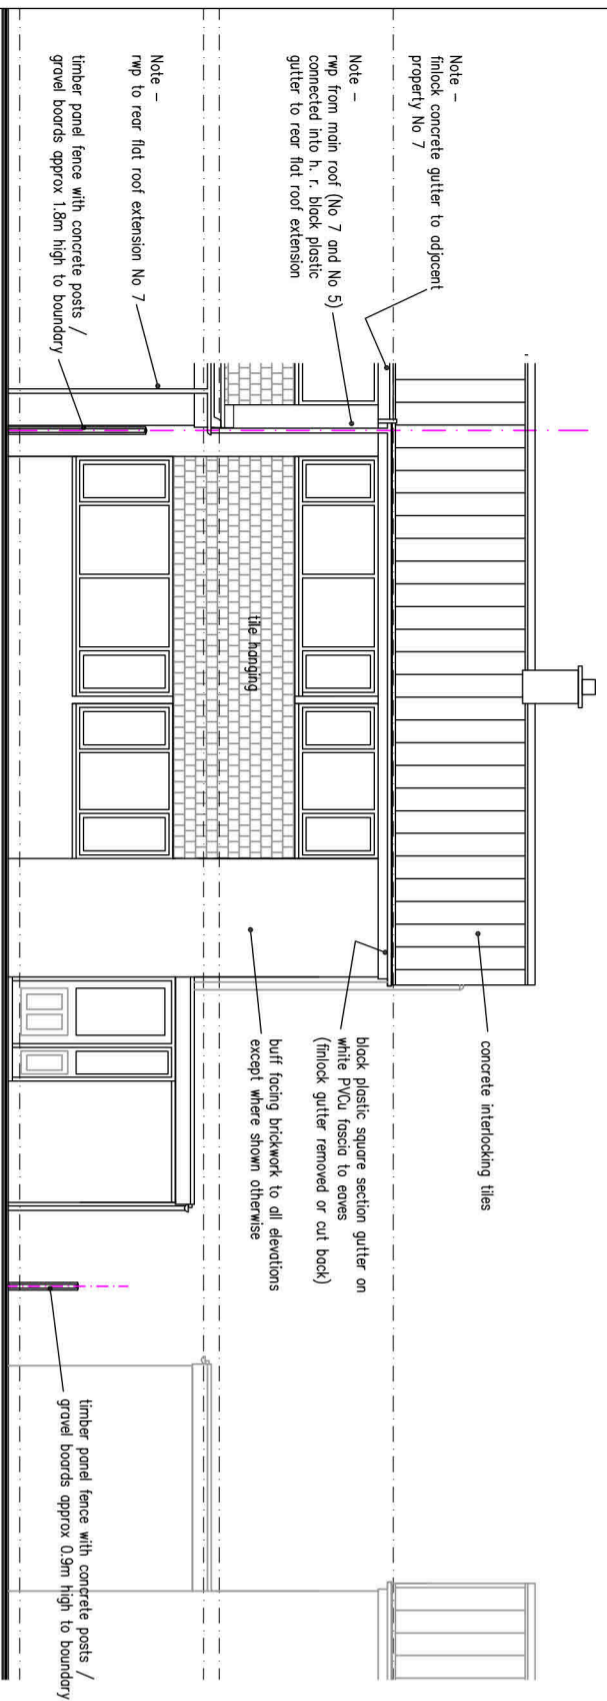 Note –
finlock concrete gutter to adjacent
property No 7
Note –
rwp from main roof (No 7 and No 5)
connected into h. r. black plastic
gutter to rear flat roof extension
Note –
rwp to rear flat roof extension No 7
timber panel fence with concrete posts /
gravel boards approx 1.8m high to boundary
tile hanging
concrete interlocking tiles
black plastic square section gutter on
white PVCu fascia to eaves
(finlock gutter removed or cut back)
buff facing brickwork to all elevations
except where shown otherwise
timber panel fence with concrete posts /
gravel boards approx 0.9m high to boundary